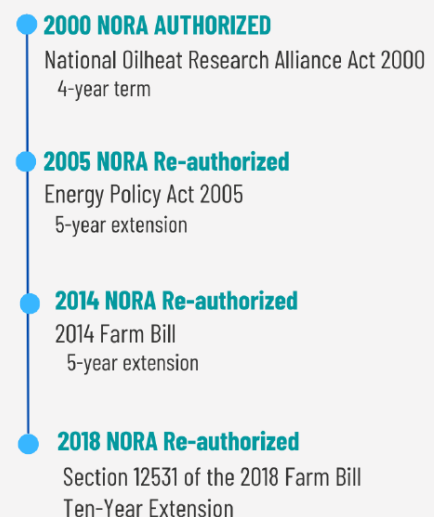 2000 NORA AUTHORIZED
National Oilheat Research Alliance Act 2000
4-year term
2005 NORA Re-authorized
Energy Policy Act 2005
5-year extension
2014 NORA Re-authorized
2014 Farm Bill
5-year extension
2018 NORA Re-authorized
Section 12531 of the 2018 Farm Bill
Ten-Year Extension